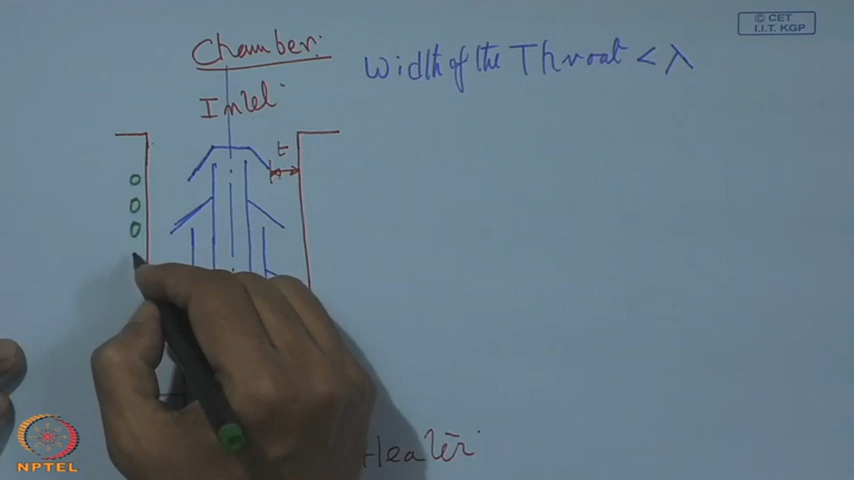 © CET
I.I.T. KGP
Chamber
Width of the Throat < λ
Inlet
t
Heater
NPTEL